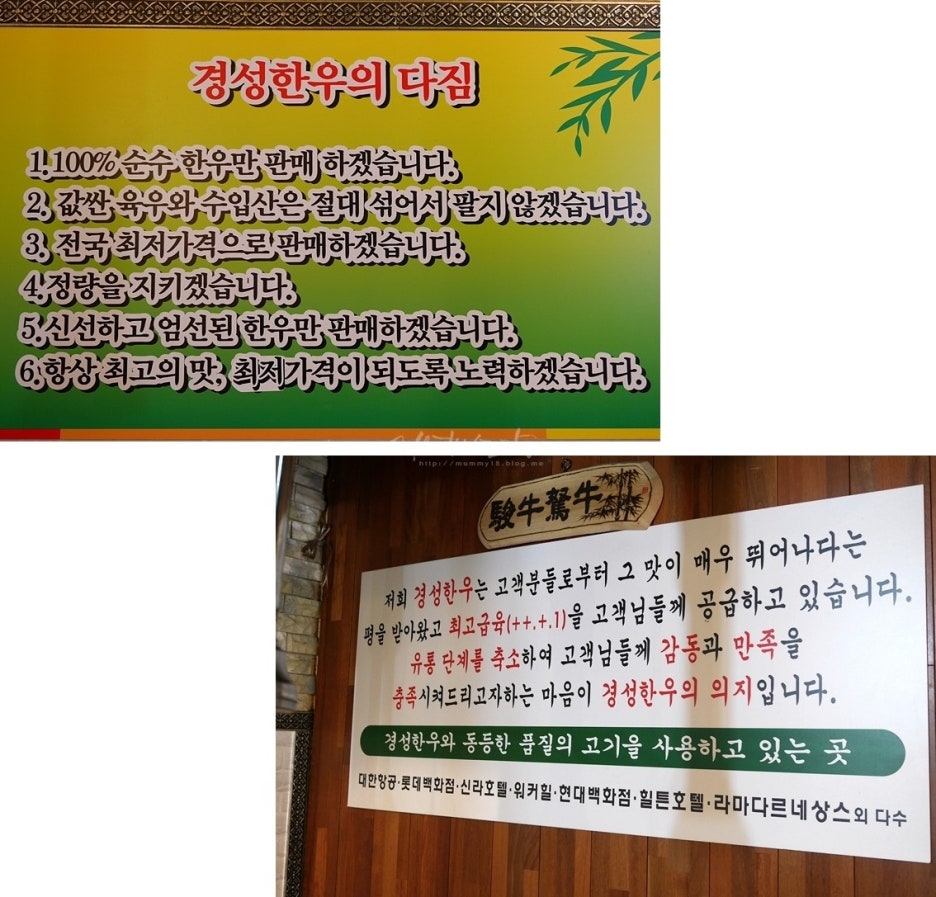 경성한우의 다짐
1. 100% 순수 한우만 판매 하겠습니다.
2. 값싼 육우와 수입산은 절대 섞어서 팔지 않겠습니다.
3. 전국 최저가격으로 판매하겠습니다.
4. 정량을 지키겠습니다.
5. 신선하고 엄선된 한우만 판매하겠습니다.
6. 항상 최고의 맛, 최저가격이 되도록 노력하겠습니다.
http://mummy18.blog.me
駿牛駑牛
저희 경성한우는 고객분들로부터 그 맛이 매우 뛰어나다는
평을 받아왔고 최고급육(++.+.1)을 고객님들께 공급하고 있습니다.
유통 단계를 축소하여 고객님들께 감동과 만족을
충족시켜드리고자하는 마음이 경성한우의 의지입니다.
경성한우와 동등한 품질의 고기을 사용하고 있는 곳
대한항공·롯데백화점·신라호텔·워커힐·현대백화점·힐튼호텔·라마다르네상스외 다수